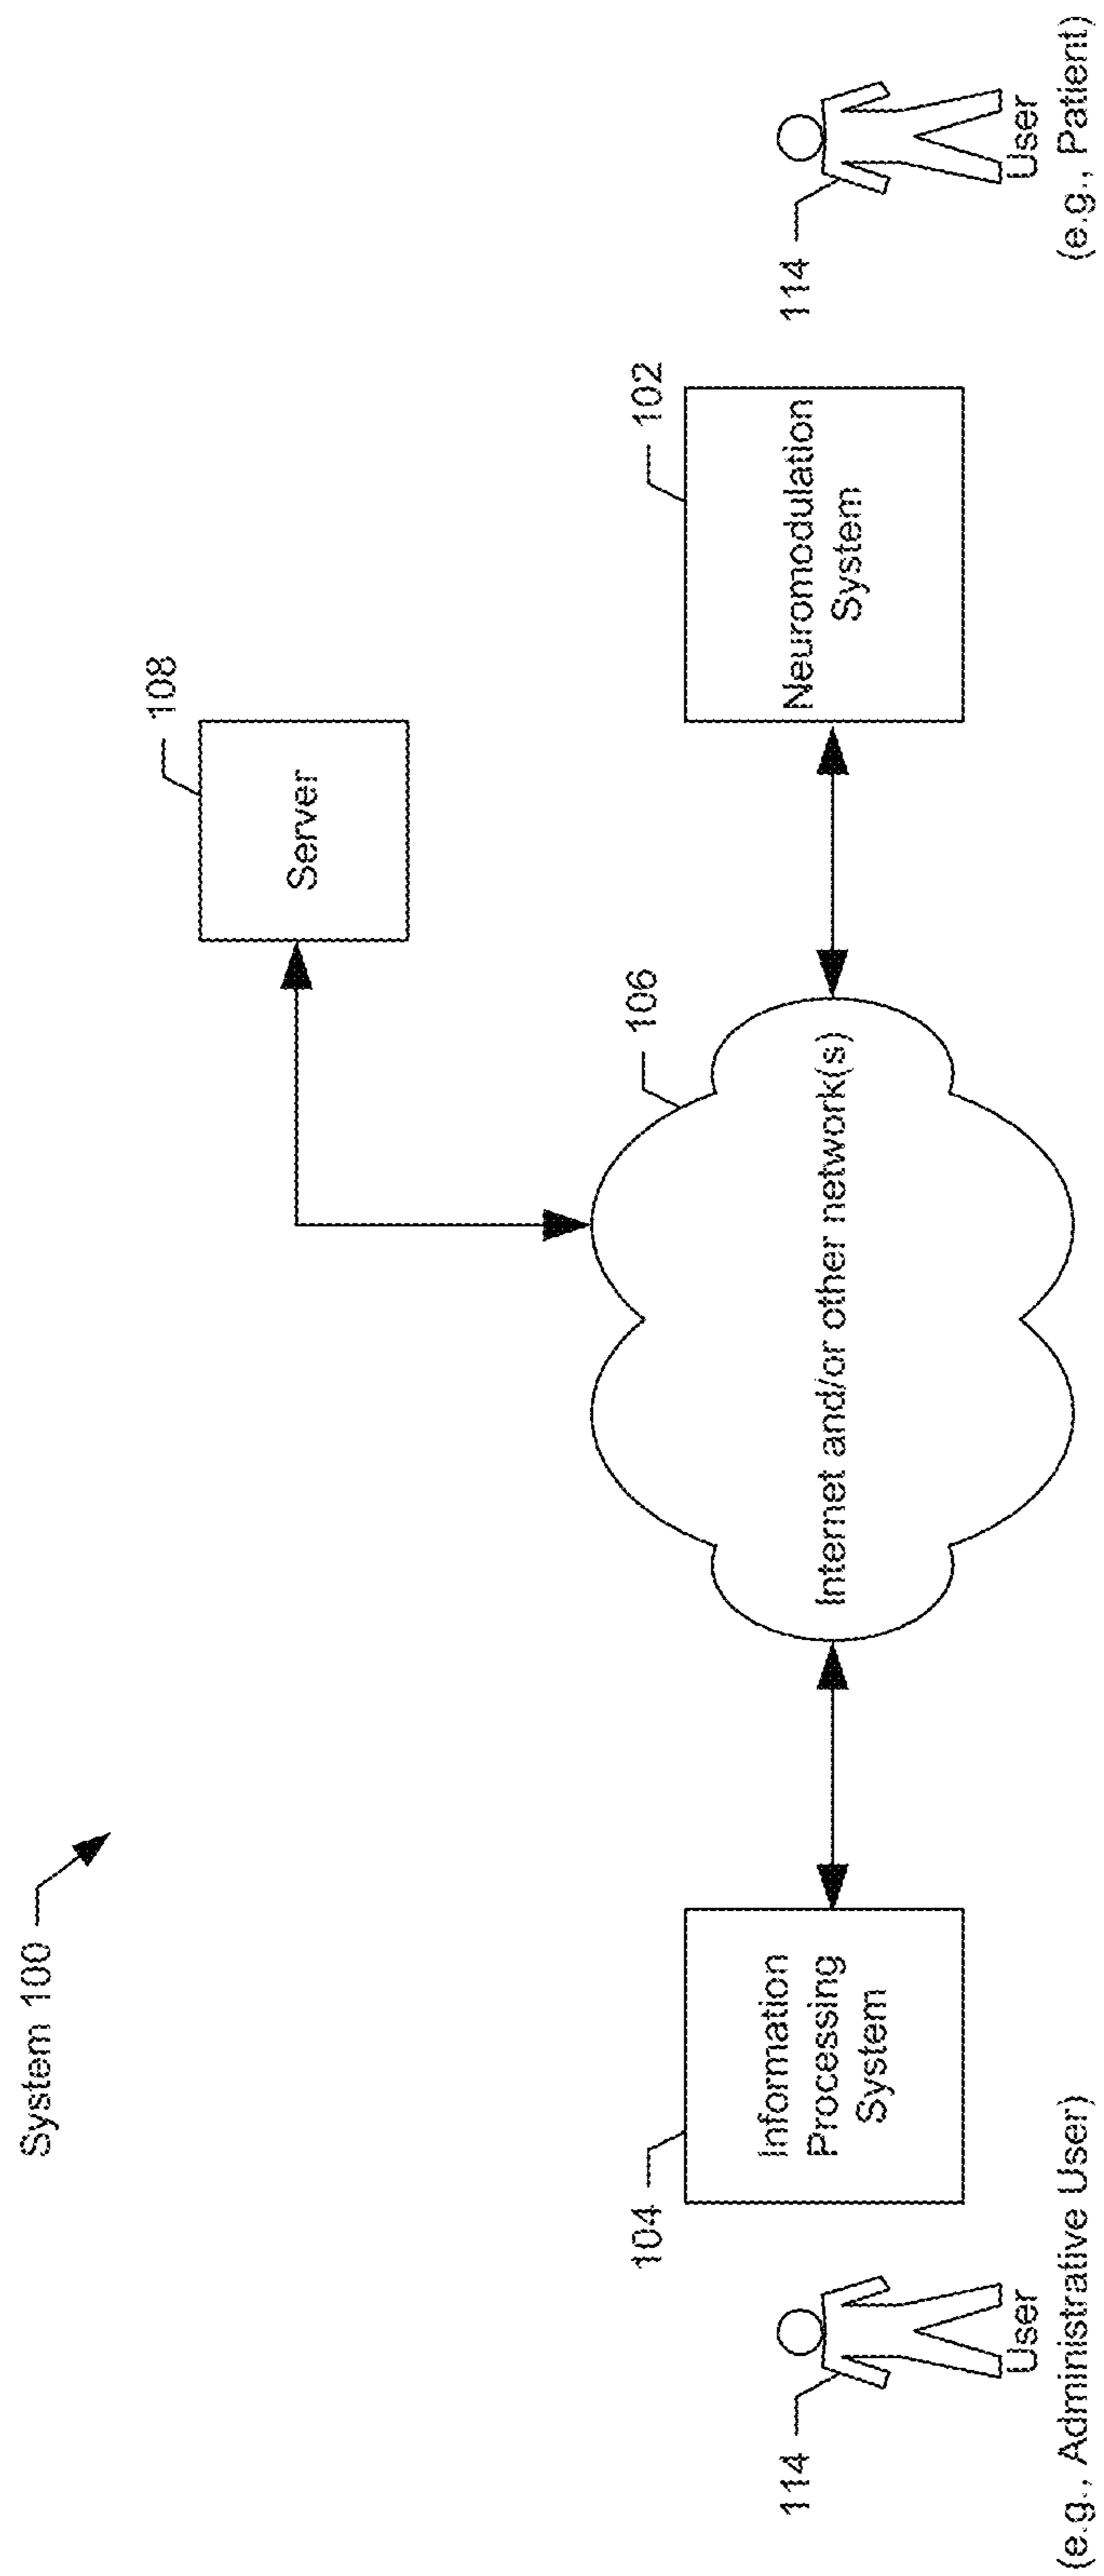 System 100
108
Server
106
102
104
Information
Processing
System
Internet and/or other network(s)
Neuromodulation
System
114
User
(e.g., Administrative User)
114
User
(e.g., Patient)